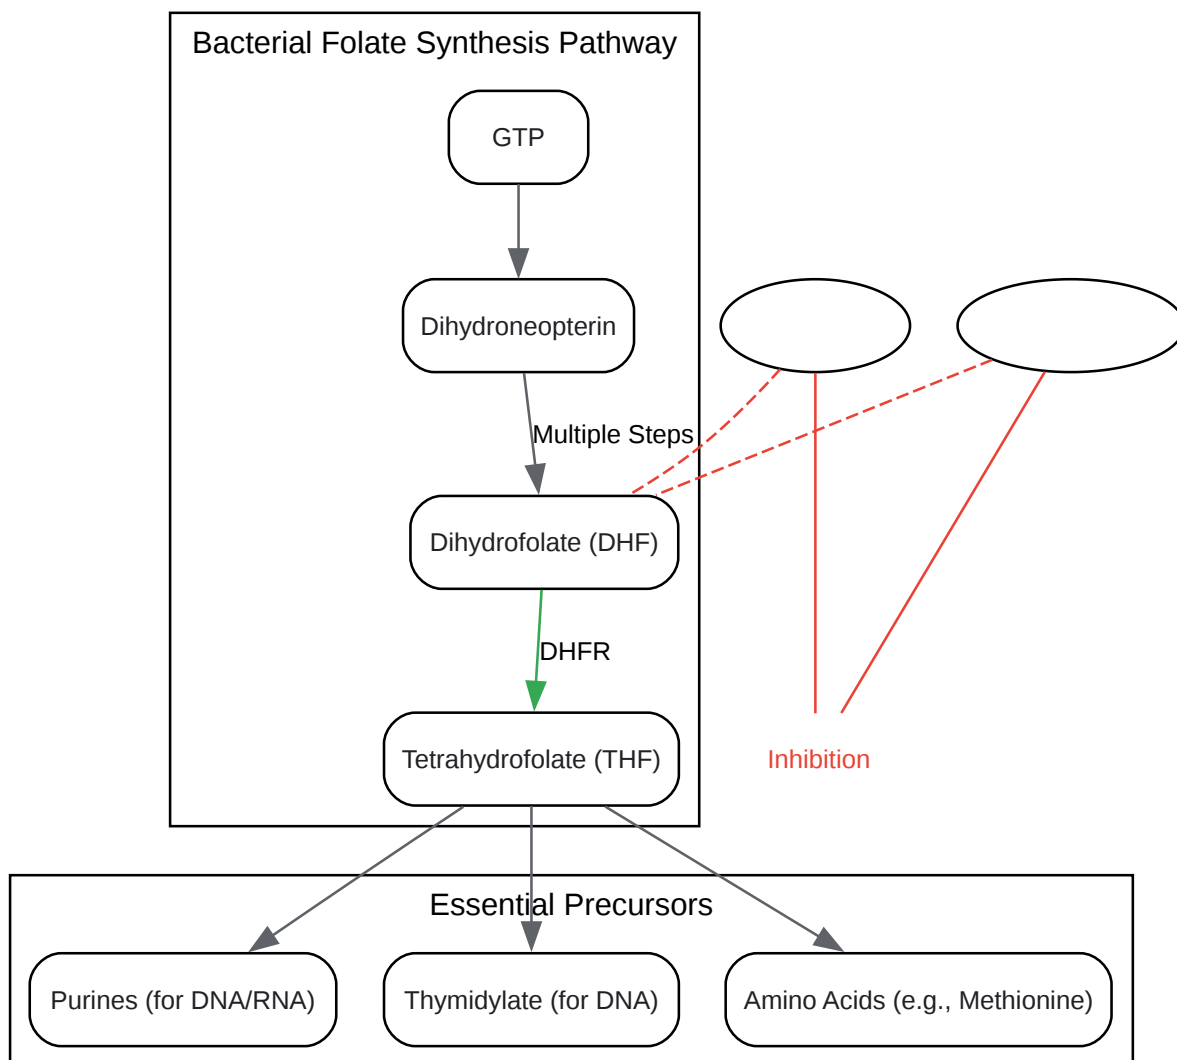 Bacterial Folate Synthesis Pathway
GTP
Dihydroneopterin
Multiple Steps
Dihydrofolate (DHF)
DHFR
Tetrahydrofolate (THF)
Inhibition
Essential Precursors
Purines (for DNA/RNA)
Thymidylate (for DNA)
Amino Acids (e.g., Methionine)